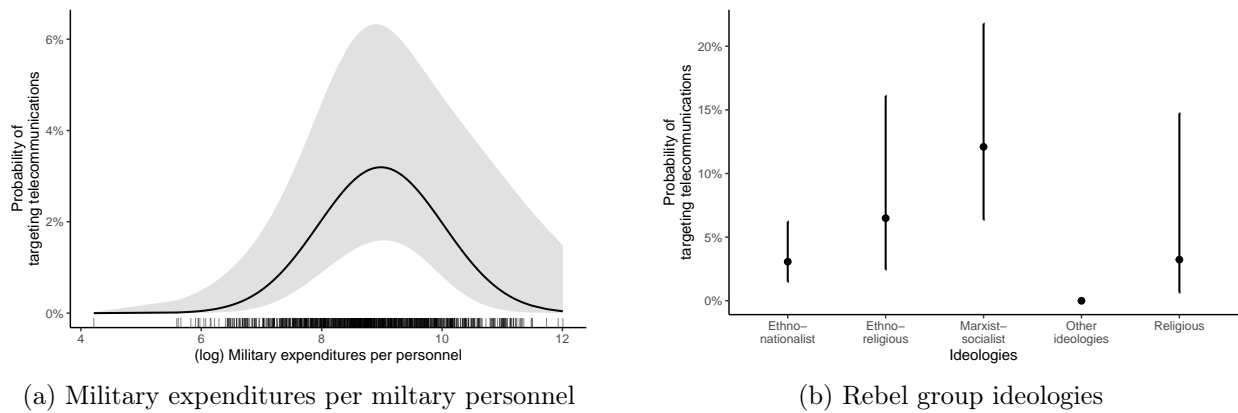 Probability of
targeting telecommunications
6%
4%
2%
0%
4
6
8
10
12
(log) Military expenditures per personnel
(a) Military expenditures per miltary personnel
Probability of
targeting telecommunications
20%
15%
10%
5%
0%
Ethno–
nationalist
Ethno–
religious
Marxist–
socialist
Other
ideologies
Religious
Ideologies
(b) Rebel group ideologies